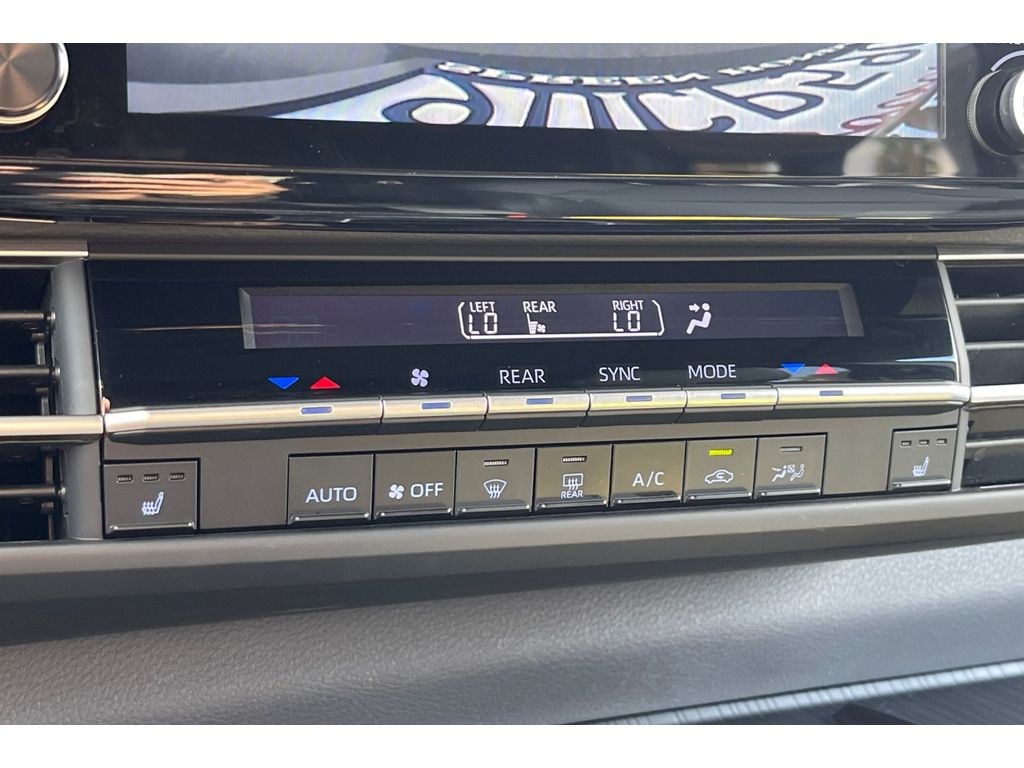 LEFT REAR RIGHT
LO LO
REAR SYNC MODE
AUTO OFF A/C
REAR